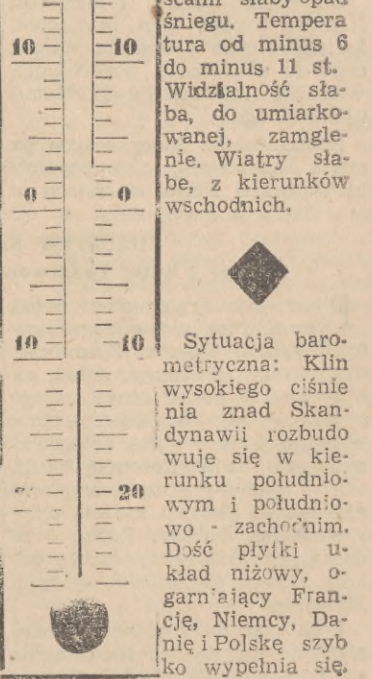 10 10
0 0
10 10
20
śniegu. Tempera
tura od minus 6
do minus 11 st.
Widzialność sła-
ba, do umiarko-
wanej, zamgle-
nie. Wiatry sła-
be, z kierunków
wschodnich.
Sytuacja baro-
metryczna: Klin
wysokiego ciśnie
nia znad Skan-
dynawii rozbudo
wuje się w kie-
runku południo-
wym i południo-
wo - zachodnim.
Dość płytki u-
kład niżowy, o-
garniający Fran-
cję, Niemcy, Da-
nię i Polskę szyb
ko wypełnia się.